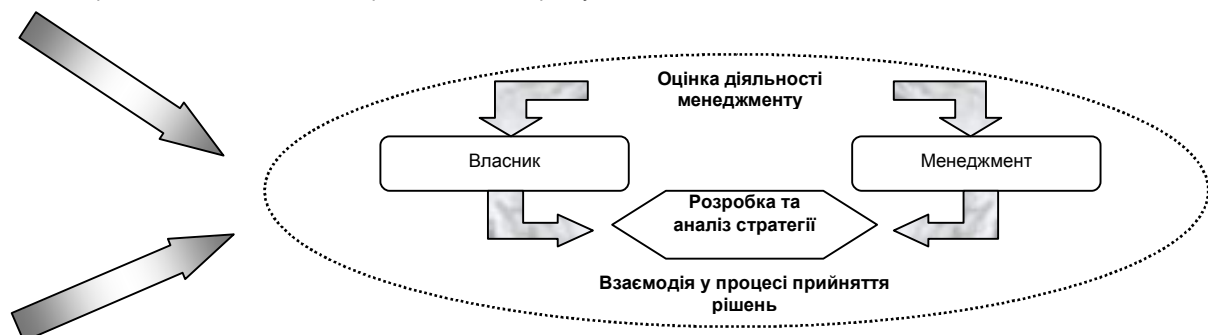 Оцінка діяльності
менеджменту
Власник
Менеджмент
Розробка та
аналіз стратегії
Взаємодія у процесі прийняття
рішень